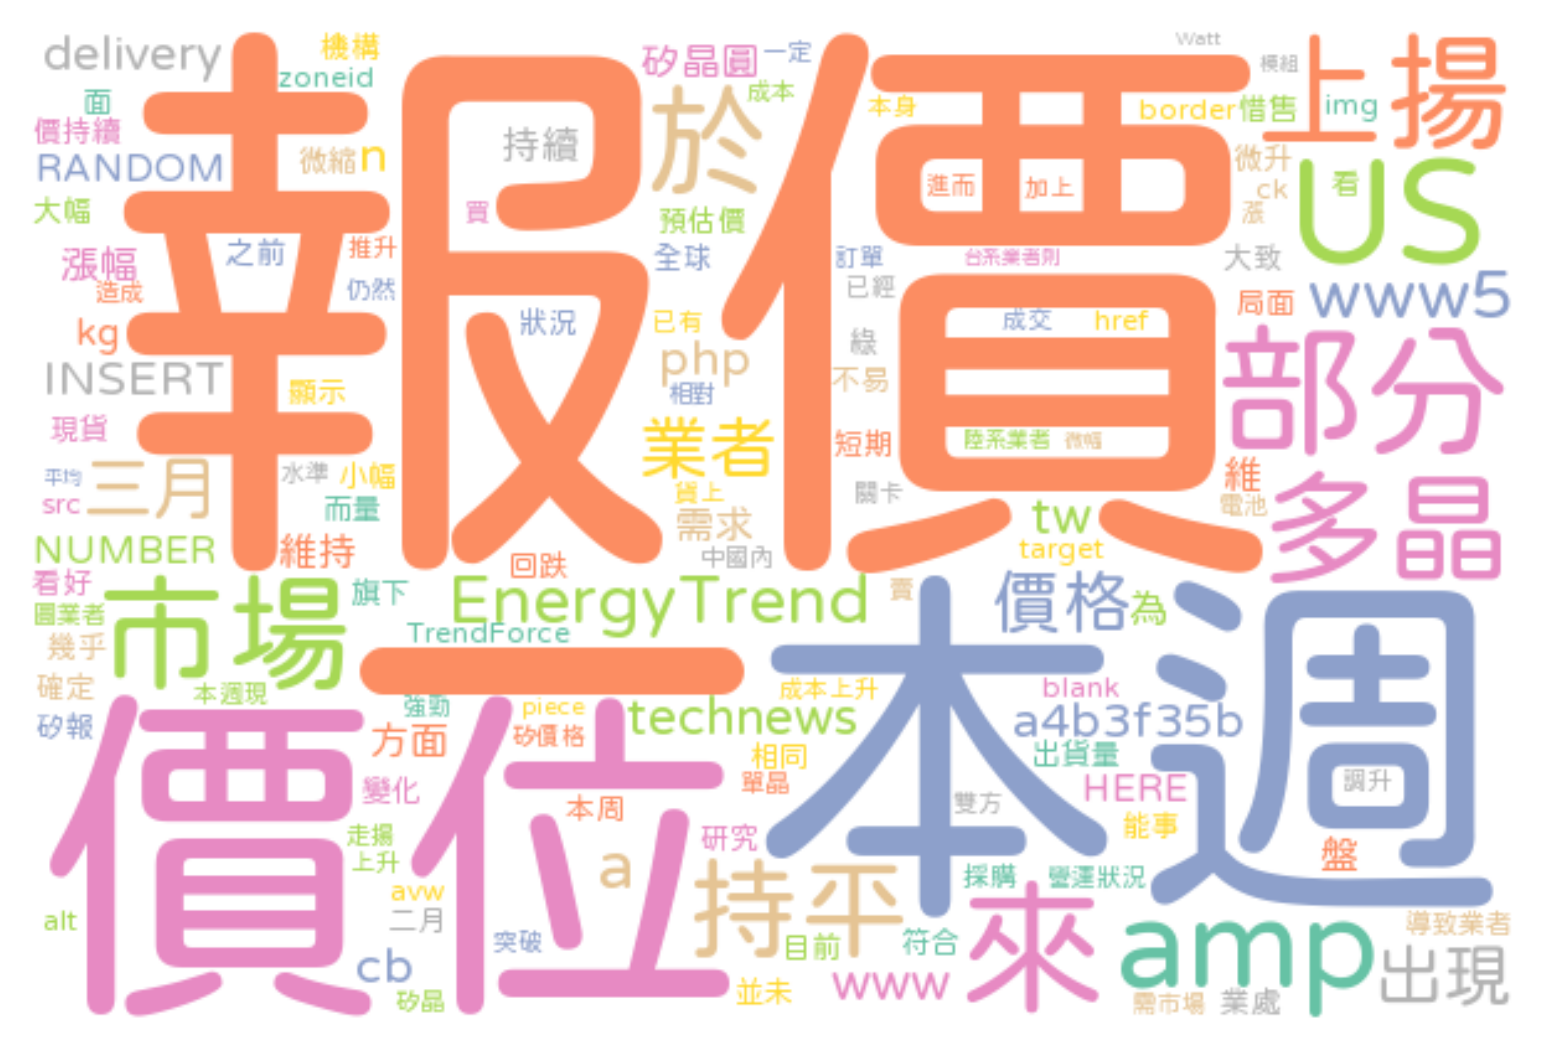 delivery
機構
zoneid
面
價持續
RANDOM
微縮
n
大幅
漲幅
造成
之前
推升
仍然
kg
INSERT
顯示
現貨
平均
三月
src
水準
小幅
而量
NUMBER
維持
看好
圓業者
幾乎
確定
矽報
報價
持續
買
狀況
回跌
矽晶圓
一定
成本
於
預估價
全球
已有
php
相對
業者
貨上
需求
中國內
本身
進而
加上
訂單
台系業者則
已經
綠
不易
短期
關卡
成交
href
陸系業者
微幅
tw
target
Watt
模組
border
惜售
img
上揚
微升
ck
漲
看
US
大致
局面
www5
部分
維
電池
多晶
市場
旗下
EnergyTrend
TrendForce
賣
價格
為
本週現
一
強勁
piece
technews
成本上升
blank
a4b3f35b
方面
矽價格
相同
出貨量
單晶
HERE
變化
本周
雙方
調升
能事
走揚
上升
研究
盤
價位
本週
a
持平
採購
營運狀況
avw
二月
alt
突破
目前
符合
來
amp
導致業者
出現
cb
矽晶
並未
www
需市場
業處